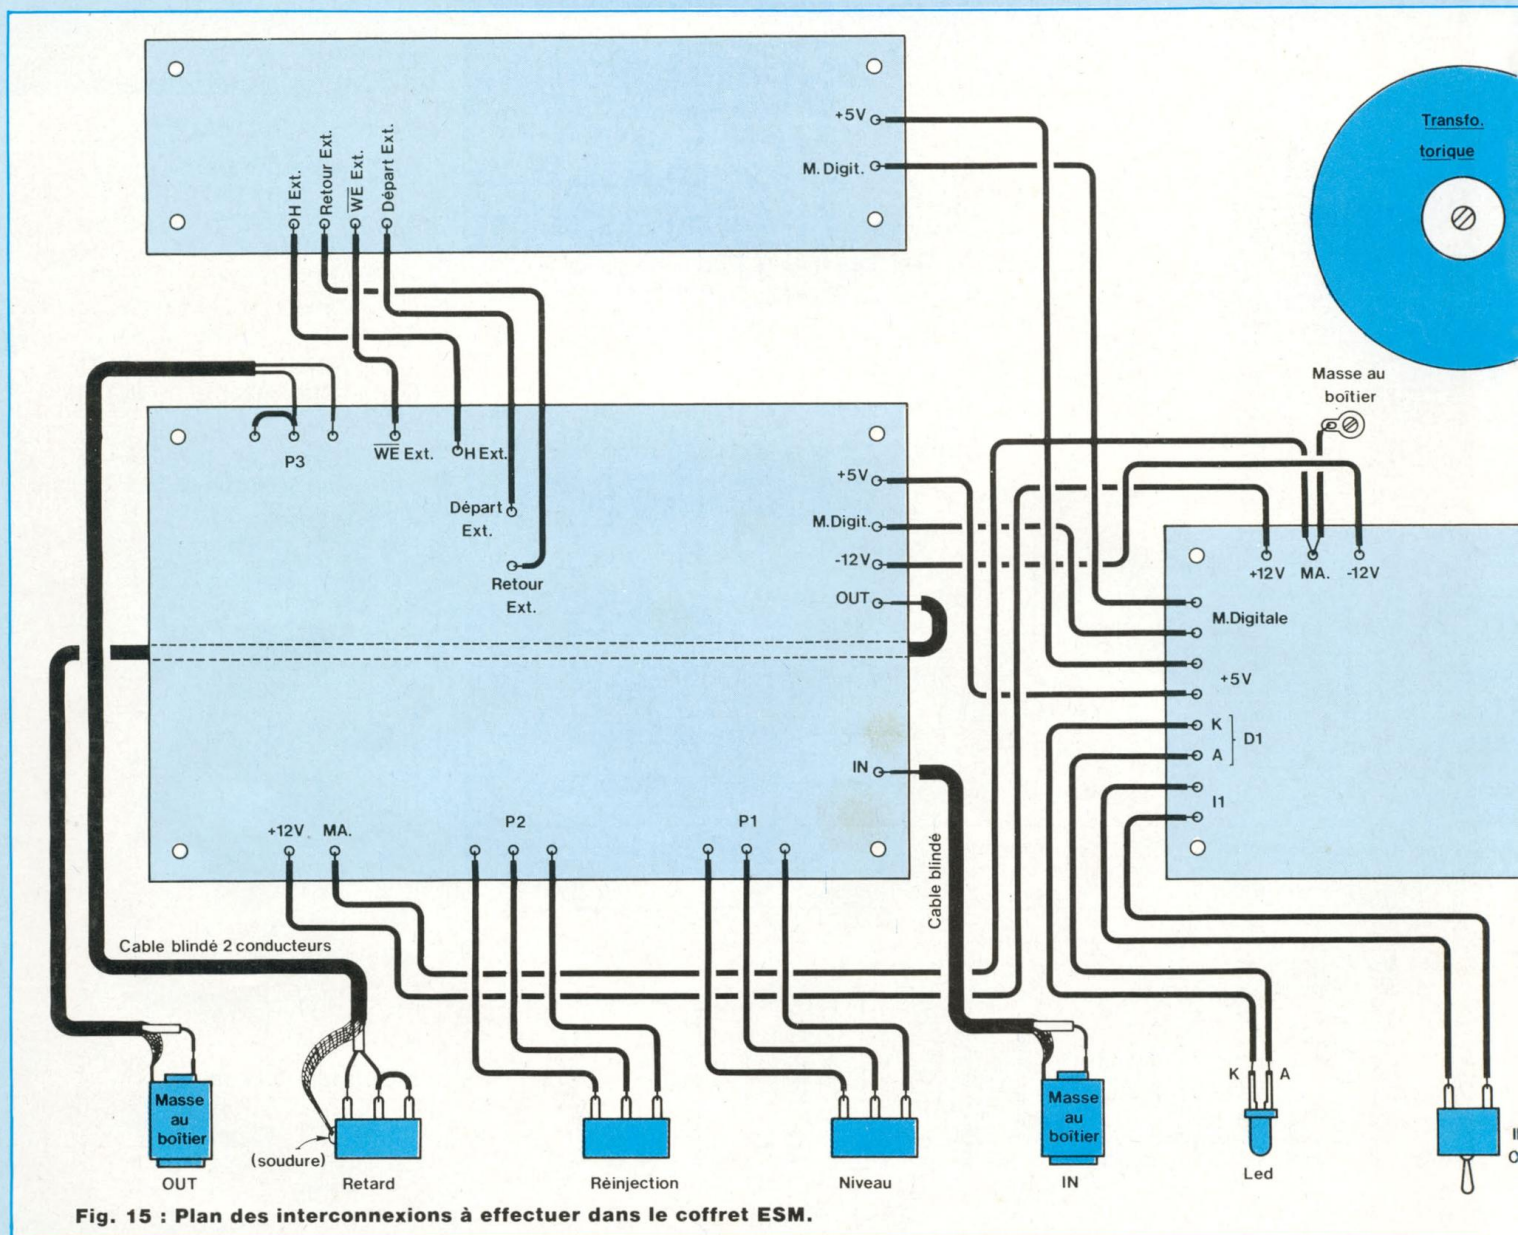 +5V
M. Digit.
H Ext.
Retour Ext.
WE Ext.
Départ Ext.
Transfo.
torique
Masse au
boîtier
P3
WE Ext.
H Ext.
Départ
Ext.
Retour
Ext.
+5V
M.Digit.
-12V
OUT
IN
+12V
MA.
P2
P1
+12V
MA.
-12V
M.Digitale
+5V
K
A
D1
I1
Cable blindé
Cable blindé 2 conducteurs
Masse
au
boîtier
OUT
(soudure)
Retard
Réinjection
Niveau
Masse
au
boîtier
IN
K
A
Led
Fig. 15 : Plan des interconnexions à effectuer dans le coffret ESM.